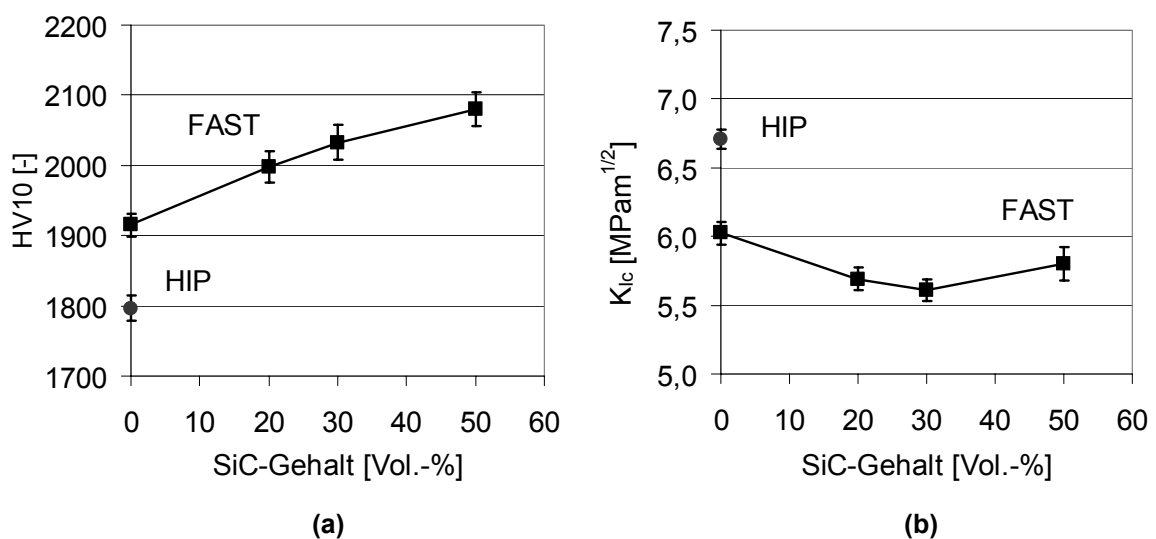 2200
2100
2000
1900
1800
1700
HV10 [-]
FAST
HIP
0 10 20 30 40 50 60
SiC-Gehalt [Vol.-%]
(a)
7,5
7,0
6,5
6,0
5,5
5,0
K_Ic [MPam^1/2]
HIP
FAST
0 10 20 30 40 50 60
SiC-Gehalt [Vol.-%]
(b)